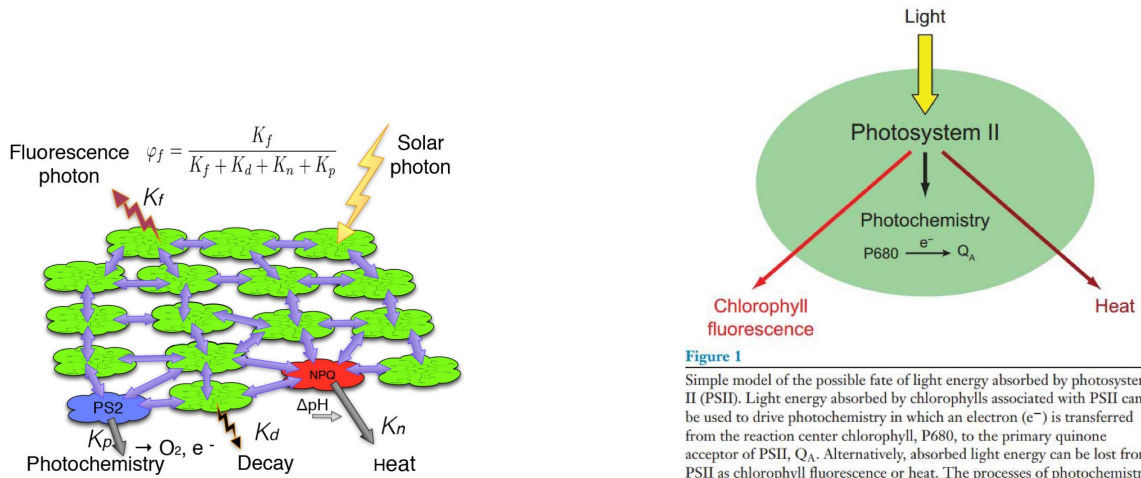 Fluorescence
photon
φf = Kf / (Kf + Kd + Kn + Kp)
Solar
photon
Kf
NPQ
PS2
ΔpH
Kp
→ O2, e -
Kd
Kn
Photochemistry
Decay
Heat
Light
Photosystem II
Photochemistry
P680 e− QA
Chlorophyll
fluorescence
Heat
Figure 1
Simple model of the possible fate of light energy absorbed by photosystem
II (PSII). Light energy absorbed by chlorophylls associated with PSII can
be used to drive photochemistry in which an electron (e−) is transferred
from the reaction center chlorophyll, P680, to the primary quinone
acceptor of PSII, QA. Alternatively, absorbed light energy can be lost from
PSII as chlorophyll fluorescence or heat. The processes of photochemistry